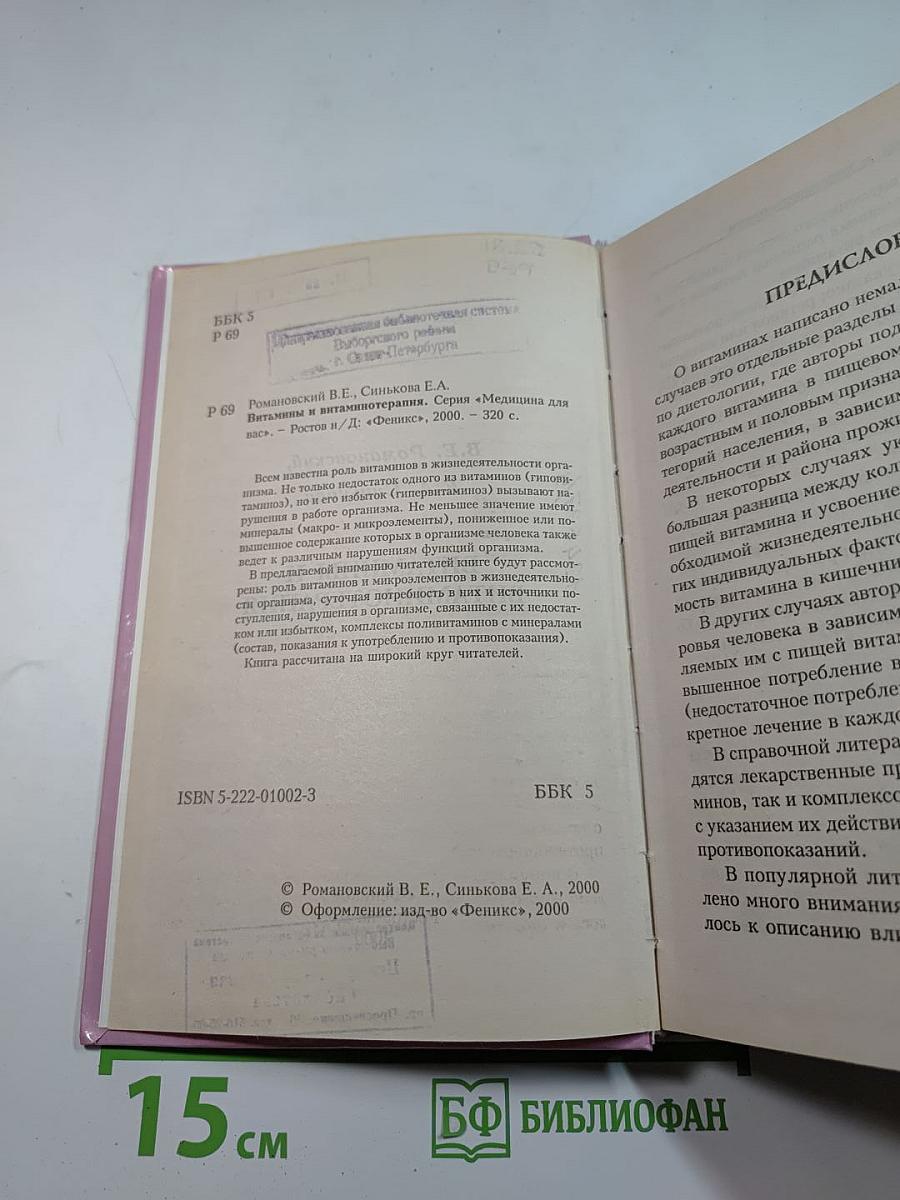 ББК 5
Р 69
Централизованная библиотечная система
Выборгского района
г. Санкт-Петербурга
Р 69
Романовский В.Е., Синькова Е.А.
Витамины и витаминотерапия. Серия «Медицина для
вас». – Ростов н/Д: «Феникс», 2000. – 320 с.
Всем известна роль витаминов в жизнедеятельности орга-
низма. Не только недостаток одного из витаминов (гипови-
таминоз), но и его избыток (гипервитаминоз) вызывают на-
рушения в работе организма. Не меньшее значение имеют
минералы (макро- и микроэлементы), пониженное или по-
вышенное содержание которых в организме человека также
ведет к различным нарушениям функций организма.
В предлагаемой вниманию читателей книге будут рассмот-
рены: роль витаминов и микроэлементов в жизнедеятельно-
сти организма, суточная потребность в них и источники по-
ступления, нарушения в организме, связанные с их недостат-
ком или избытком, комплексы поливитаминов с минералами
(состав, показания к употреблению и противопоказания).
Книга рассчитана на широкий круг читателей.
ISBN 5-222-01002-3
ББК 5
© Романовский В. Е., Синькова Е. А., 2000
© Оформление: изд-во «Феникс», 2000
ПРЕДИСЛО
О витаминах написано немал
случаев это отдельные разделы
по диетологии, где авторы под
каждого витамина в пищевом
возрастным и половым призна
тегорий населения, в зависим
деятельности и района прожи
В некоторых случаях ук
большая разница между кол
пищей витамина и усвоение
обходимой жизнедеятельно
гих индивидуальных факто
мость витамина в кишечни
В других случаях автор
ровья человека в зависим
ляемых им с пищей вита
вышенное потребление в
(недостаточное потребле
кретное лечение в каждо
В справочной литера
дятся лекарственные пр
минов, так и комплексо
с указанием их действи
противопоказаний.
В популярной лит
лено много внимания
лось к описанию вли
15 см
БФ БИБЛИОФАН